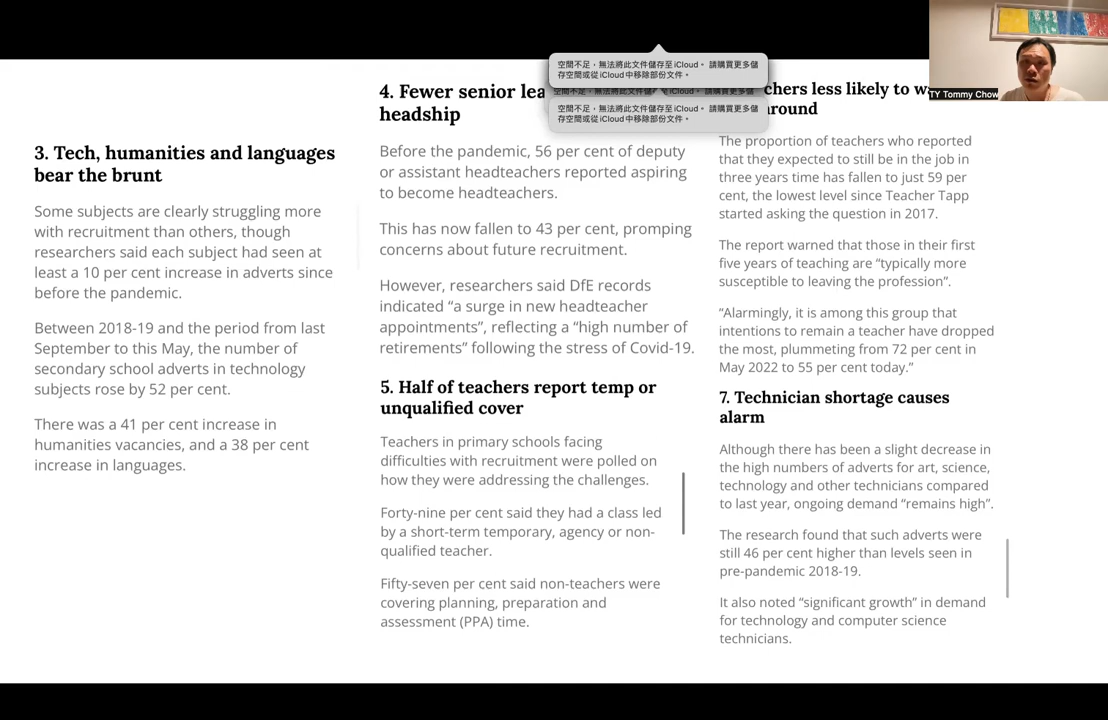 3. Tech, humanities and languages
bear the brunt
Some subjects are clearly struggling more
with recruitment than others, though
researchers said each subject had seen at
least a 10 per cent increase in adverts since
before the pandemic.
Between 2018-19 and the period from last
September to this May, the number of
secondary school adverts in technology
subjects rose by 52 per cent.
There was a 41 per cent increase in
humanities vacancies, and a 38 per cent
increase in languages.
4. Fewer senior lea
headship
Before the pandemic, 56 per cent of deputy
or assistant headteachers reported aspiring
to become headteachers.
This has now fallen to 43 per cent, promping
concerns about future recruitment.
However, researchers said DfE records
indicated “a surge in new headteacher
appointments”, reflecting a “high number of
retirements” following the stress of Covid-19.
5. Half of teachers report temp or
unqualified cover
Teachers in primary schools facing
difficulties with recruitment were polled on
how they were addressing the challenges.
Forty-nine per cent said they had a class led
by a short-term temporary, agency or non-
qualified teacher.
Fifty-seven per cent said non-teachers were
covering planning, preparation and
assessment (PPA) time.
空間不足，無法將此文件儲存至 iCloud。 請購買更多儲
存空間或從 iCloud 中移除部份文件。
空間不足，無法將此文件儲存至 iCloud。 請購買更多儲
存空間或從 iCloud 中移除部份文件。
chers less likely to wa
round
The proportion of teachers who reported
that they expected to still be in the job in
three years time has fallen to just 59 per
cent, the lowest level since Teacher Tapp
started asking the question in 2017.
The report warned that those in their first
five years of teaching are “typically more
susceptible to leaving the profession”.
“Alarmingly, it is among this group that
intentions to remain a teacher have dropped
the most, plummeting from 72 per cent in
May 2022 to 55 per cent today.”
7. Technician shortage causes
alarm
Although there has been a slight decrease in
the high numbers of adverts for art, science,
technology and other technicians compared
to last year, ongoing demand “remains high”.
The research found that such adverts were
still 46 per cent higher than levels seen in
pre-pandemic 2018-19.
It also noted “significant growth” in demand
for technology and computer science
technicians.
TY Tommy Chow